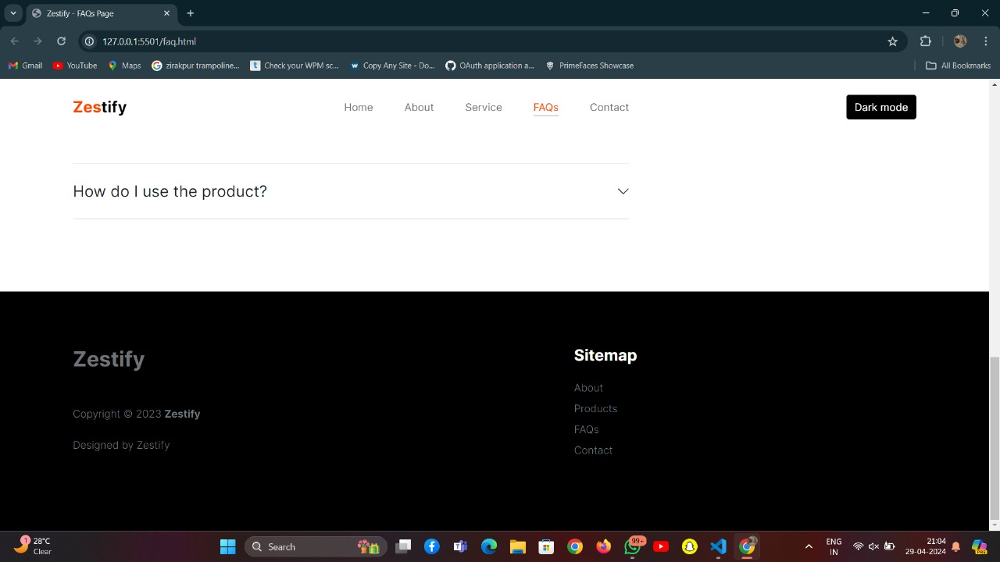 Zestify - FAQs Page
127.0.0.1:5501/faq.html
Gmail YouTube Maps zirakpur trampoline... Check your WPM sc... Copy Any Site - Do... OAuth application a... PrimeFaces Showcase All Bookmarks
Zestify Home About Service FAQs Contact Dark mode
How do I use the product?
Zestify
Copyright © 2023 Zestify
Designed by Zestify
Sitemap
About
Products
FAQs
Contact
1 28°C
Clear
Search
99+
ENG
IN
21:04
29-04-2024
PRE